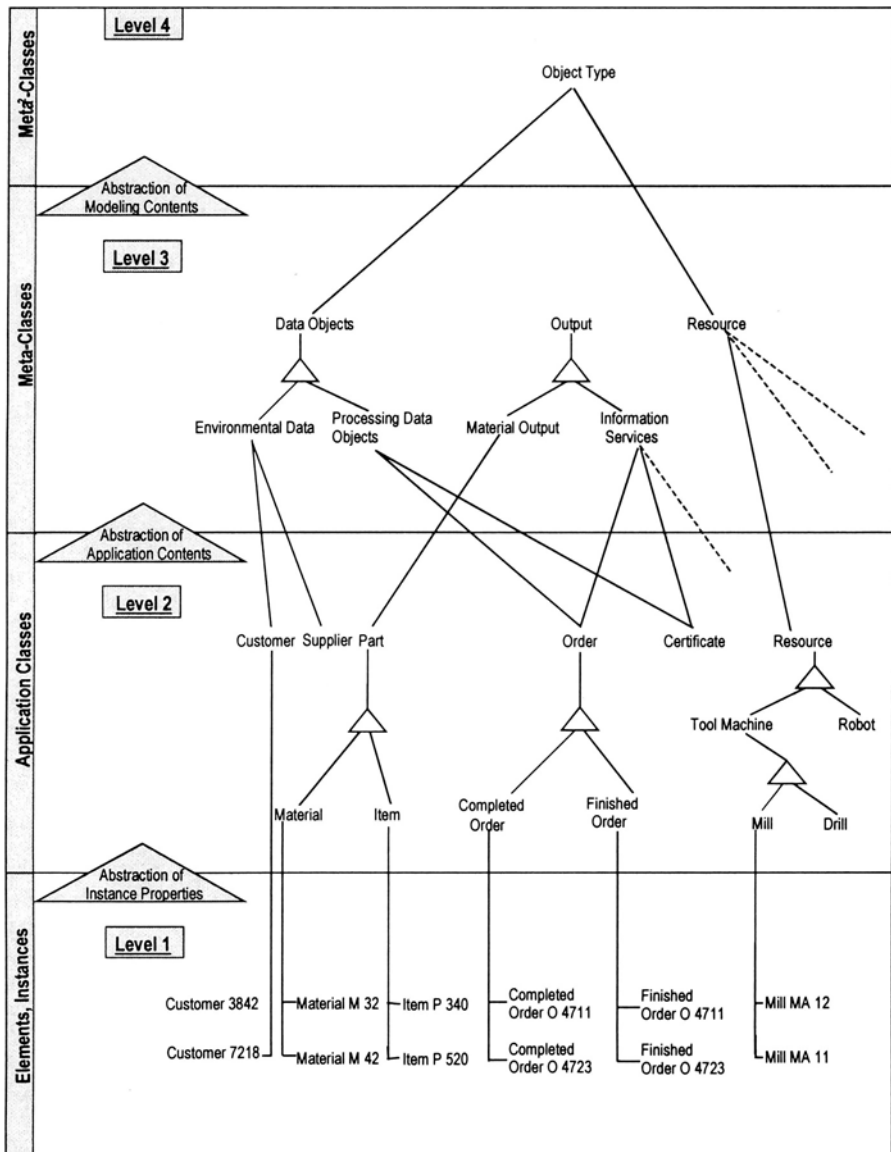 Meta²-Classes
Level 4
Object Type
Abstraction of
Modeling Contents
Meta-Classes
Level 3
Data Objects
Output
Resource
Environmental Data
Processing Data
Objects
Material Output
Information
Services
Abstraction of
Application Contents
Application Classes
Level 2
Customer
Supplier
Part
Order
Certificate
Resource
Tool Machine
Robot
Material
Item
Completed
Order
Finished
Order
Mill
Drill
Abstraction of
Instance Properties
Elements, Instances
Level 1
Customer 3842
Material M 32
Item P 340
Completed
Order O 4711
Finished
Order O 4711
Mill MA 12
Customer 7218
Material M 42
Item P 520
Completed
Order O 4723
Finished
Order O 4723
Mill MA 11